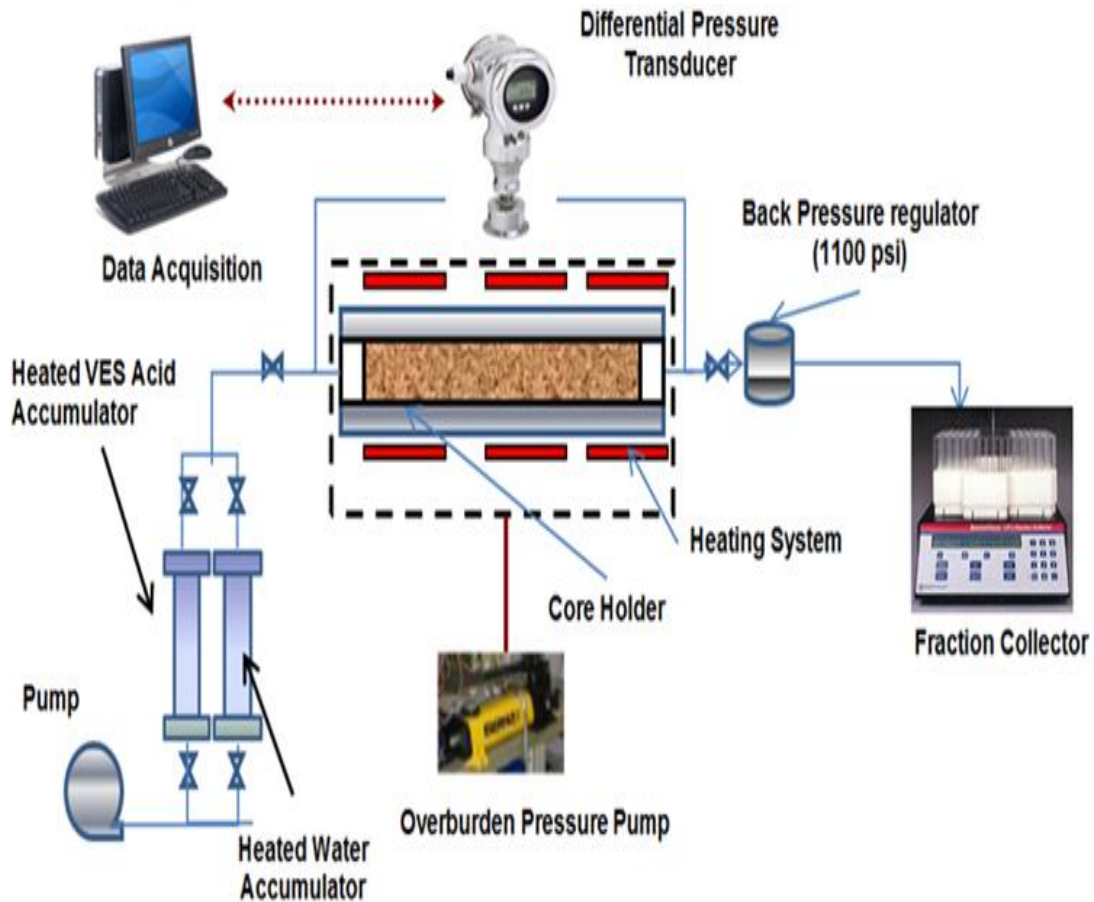 Differential Pressure
Transducer
Data Acquisition
Back Pressure regulator
(1100 psi)
Heated VES Acid
Accumulator
Heating System
Core Holder
Fraction Collector
Pump
Overburden Pressure Pump
Heated Water
Accumulator